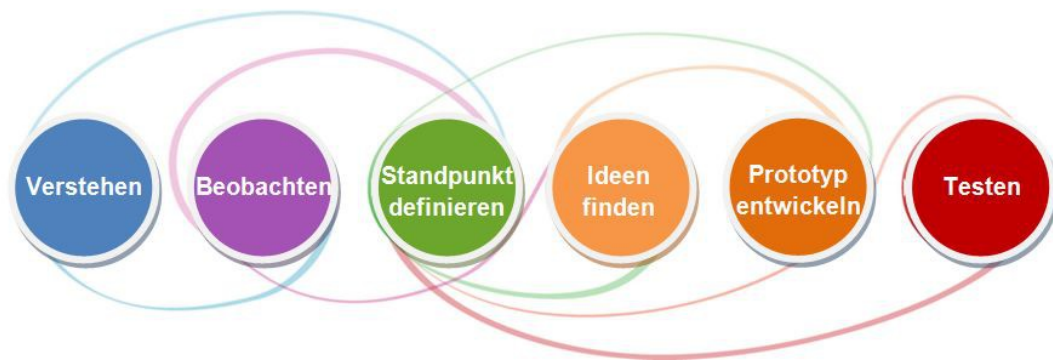 Verstehen
Beobachten
Standpunkt
definieren
Ideen
finden
Prototyp
entwickeln
Testen